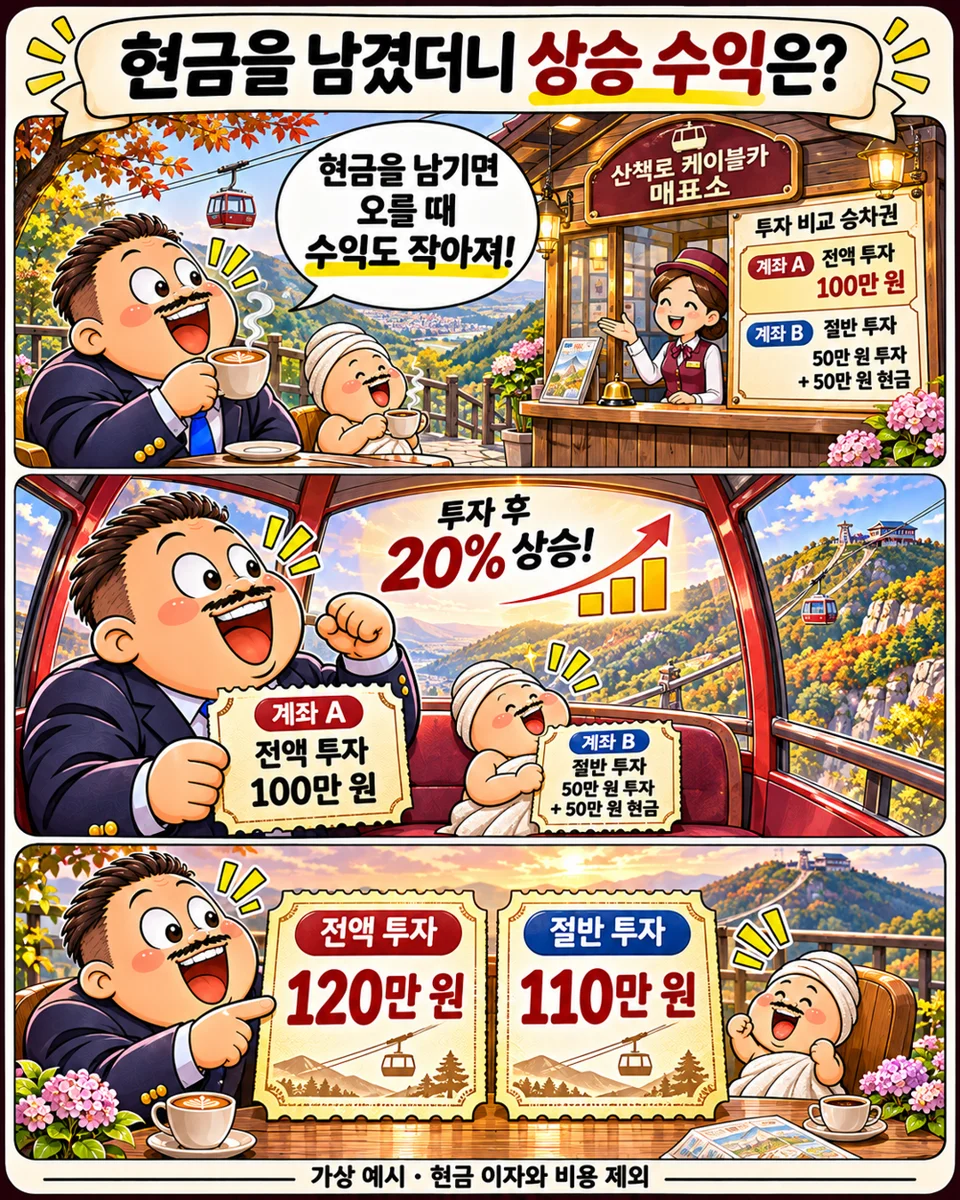 현금을 남겼더니 상승 수익은?
현금을 남기면
오를 때
수익도 작아져!
산책로 케이블카
매표소
투자 비교 승차권
계좌 A 전액 투자
100만 원
계좌 B 절반 투자
50만 원 투자
+ 50만 원 현금
투자 후
20% 상승!
계좌 A
전액 투자
100만 원
계좌 B
절반 투자
50만 원 투자
+ 50만 원 현금
전액 투자
120만 원
절반 투자
110만 원
가상 예시 · 현금 이자와 비용 제외